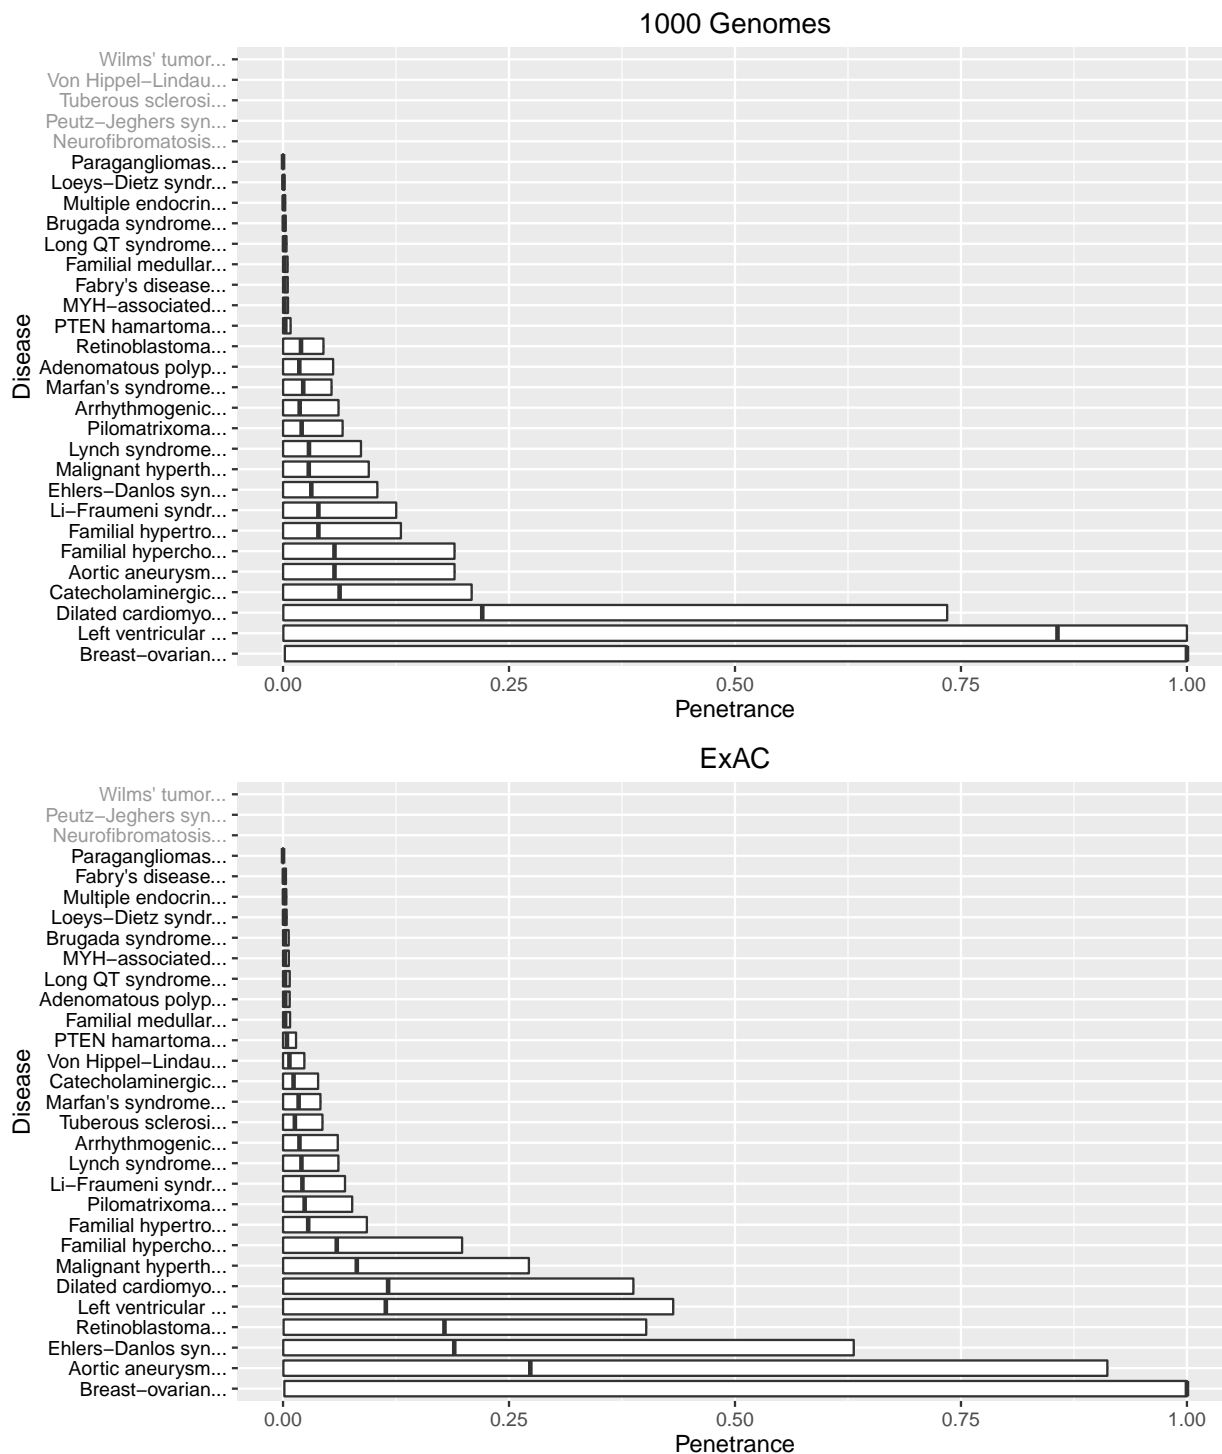 1000 Genomes
Wilms' tumor...
Von Hippel−Lindau...
Tuberous sclerosi...
Peutz−Jeghers syn...
Neurofibromatosis...
Paragangliomas...
Loeys−Dietz syndr...
Multiple endocrin...
Brugada syndrome...
Long QT syndrome...
Familial medullar...
Fabry's disease...
MYH−associated...
PTEN hamartoma...
Retinoblastoma...
Adenomatous polyp...
Marfan's syndrome...
Arrhythmogenic...
Pilomatrixoma...
Lynch syndrome...
Malignant hyperth...
Ehlers−Danlos syn...
Li−Fraumeni syndr...
Familial hypertro...
Familial hypercho...
Aortic aneurysm...
Catecholaminergic...
Dilated cardiomyo...
Left ventricular ...
Breast−ovarian...
Disease
0.00 0.25 0.50 0.75 1.00
Penetrance
ExAC
Wilms' tumor...
Peutz−Jeghers syn...
Neurofibromatosis...
Paragangliomas...
Fabry's disease...
Multiple endocrin...
Loeys−Dietz syndr...
Brugada syndrome...
MYH−associated...
Long QT syndrome...
Adenomatous polyp...
Familial medullar...
PTEN hamartoma...
Von Hippel−Lindau...
Catecholaminergic...
Marfan's syndrome...
Tuberous sclerosi...
Arrhythmogenic...
Lynch syndrome...
Li−Fraumeni syndr...
Pilomatrixoma...
Familial hypertro...
Familial hypercho...
Malignant hyperth...
Dilated cardiomyo...
Left ventricular ...
Retinoblastoma...
Ehlers−Danlos syn...
Aortic aneurysm...
Breast−ovarian...
Disease
0.00 0.25 0.50 0.75 1.00
Penetrance